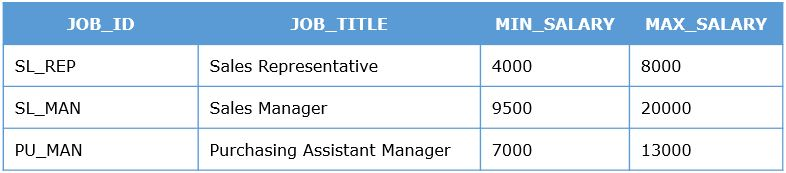 JOB_ID JOB_TITLE MIN_SALARY MAX_SALARY
SL_REP Sales Representative 4000 8000
SL_MAN Sales Manager 9500 20000
PU_MAN Purchasing Assistant Manager 7000 13000